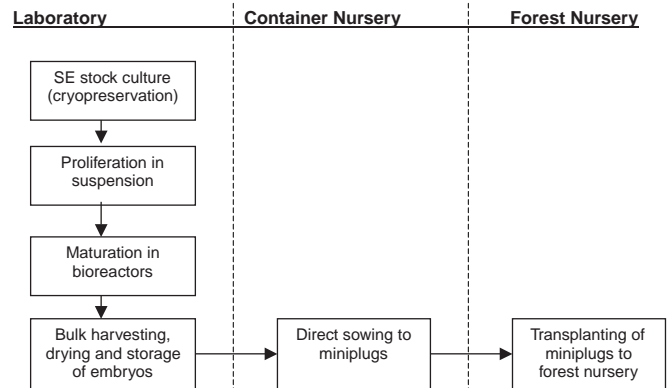 Laboratory
Container Nursery
Forest Nursery
SE stock culture
(cryopreservation)
Proliferation in
suspension
Maturation in
bioreactors
Bulk harvesting,
drying and storage
of embryos
Direct sowing to
miniplugs
Transplanting of
miniplugs to
forest nursery